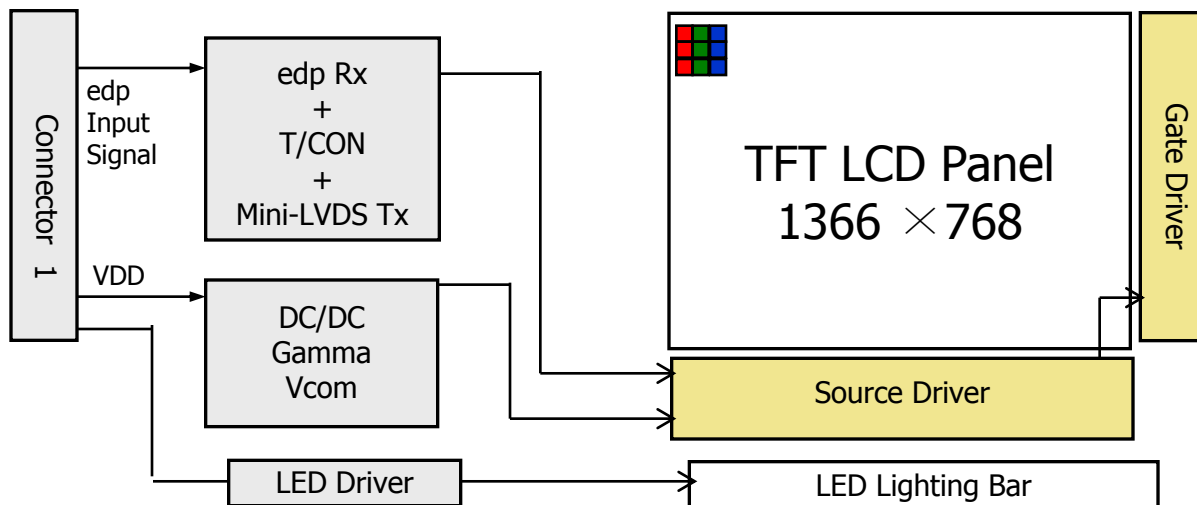 Connector 1
edp
Input
Signal
edp Rx
+
T/CON
+
Mini-LVDS Tx
VDD
DC/DC
Gamma
Vcom
LED Driver
TFT LCD Panel
1366 ×768
Gate Driver
Source Driver
LED Lighting Bar